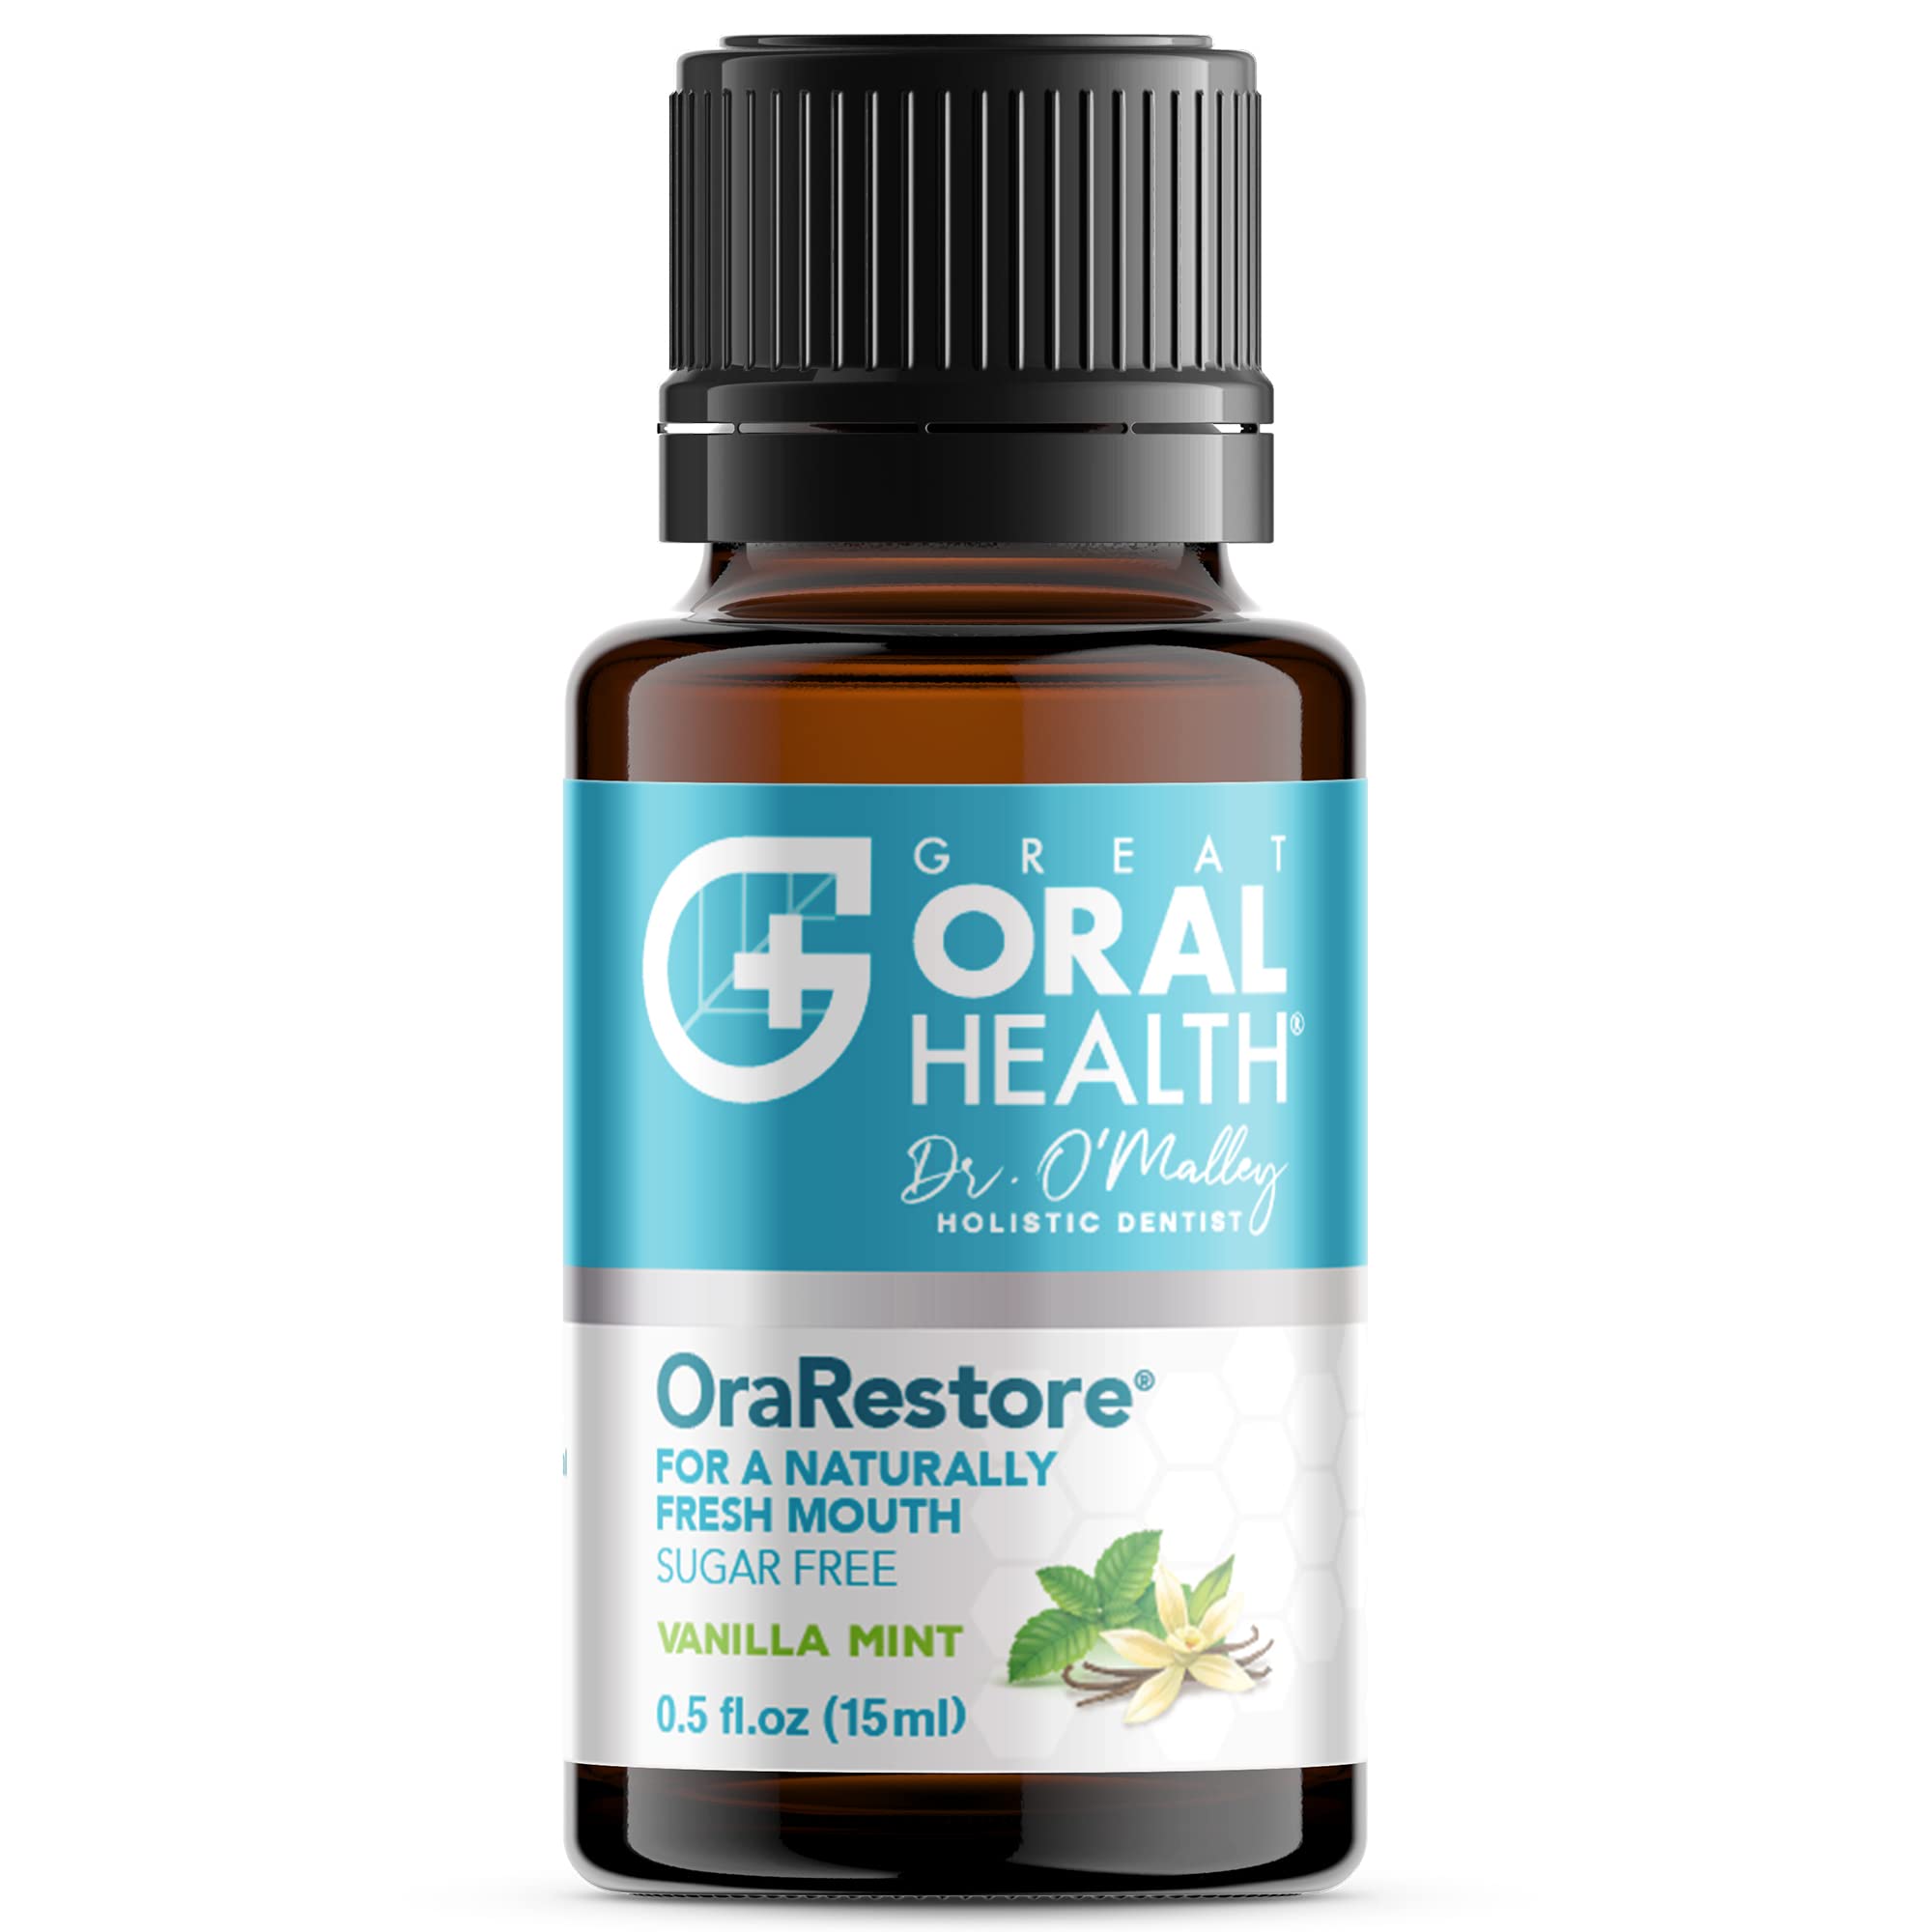 GREAT
ORAL
HEALTH®
Dr. O'Malley
HOLISTIC DENTIST
OraRestore®
FOR A NATURALLY
FRESH MOUTH
SUGAR FREE
VANILLA MINT
0.5 fl.oz (15ml)